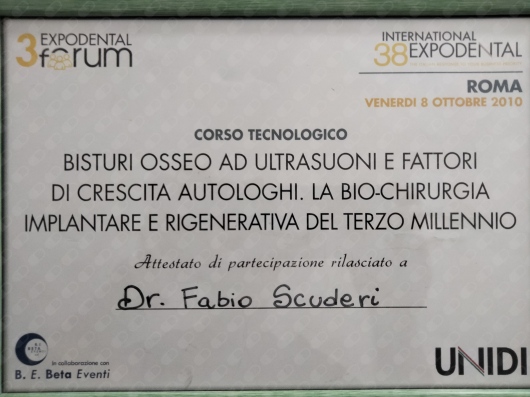 3 EXPODENTAL
forum
INTERNATIONAL
38 EXPODENTAL
ROMA
VENERDI 8 OTTOBRE 2010
CORSO TECNOLOGICO
BISTURI OSSEO AD ULTRASUONI E FATTORI
DI CRESCITA AUTOLOGHI. LA BIO-CHIRURGIA
IMPLANTARE E RIGENERATIVA DEL TERZO MILLENNIO
Attestato di partecipazione rilasciato a
Dr. Fabio Scuderi
B.E.
BETA
in collaborazione con
B. E. Beta Eventi
UNIDI